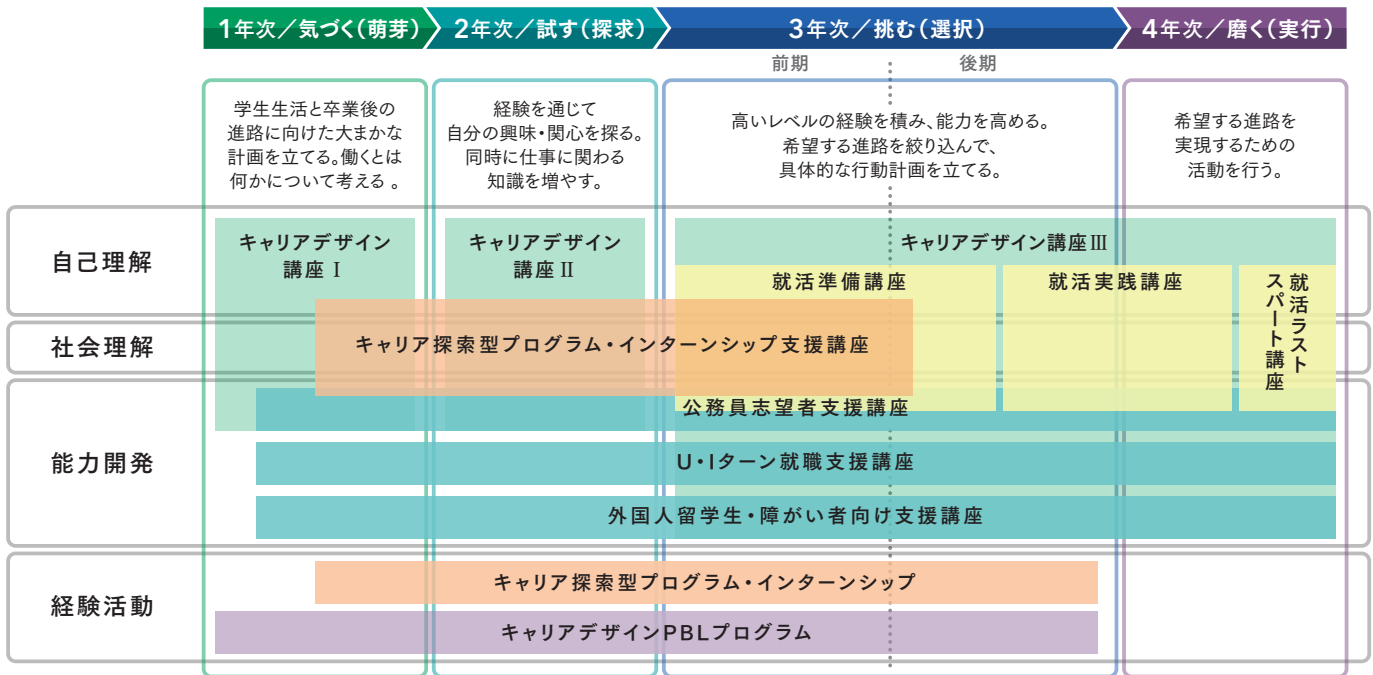 1年次／気づく（萌芽）
2年次／試す（探求）
3年次／挑む（選択）
4年次／磨く（実行）
前期
後期
学生生活と卒業後の
進路に向けた大まかな
計画を立てる。働くとは
何かについて考える 。
経験を通じて
自分の興味・関心を探る。
同時に仕事に関わる
知識を増やす。
高いレベルの経験を積み、能力を高める。
希望する進路を絞り込んで、
具体的な行動計画を立てる。
希望する進路を
実現するための
活動を行う。
自己理解
キャリアデザイン
講座 Ⅰ
キャリアデザイン
講座 Ⅱ
キャリアデザイン講座Ⅲ
就活準備講座
就活実践講座
就活ラスト
スパート講座
社会理解
キャリア探索型プログラム・インターンシップ支援講座
能力開発
公務員志望者支援講座
U・Iターン就職支援講座
外国人留学生・障がい者向け支援講座
経験活動
キャリア探索型プログラム・インターンシップ
キャリアデザインPBLプログラム